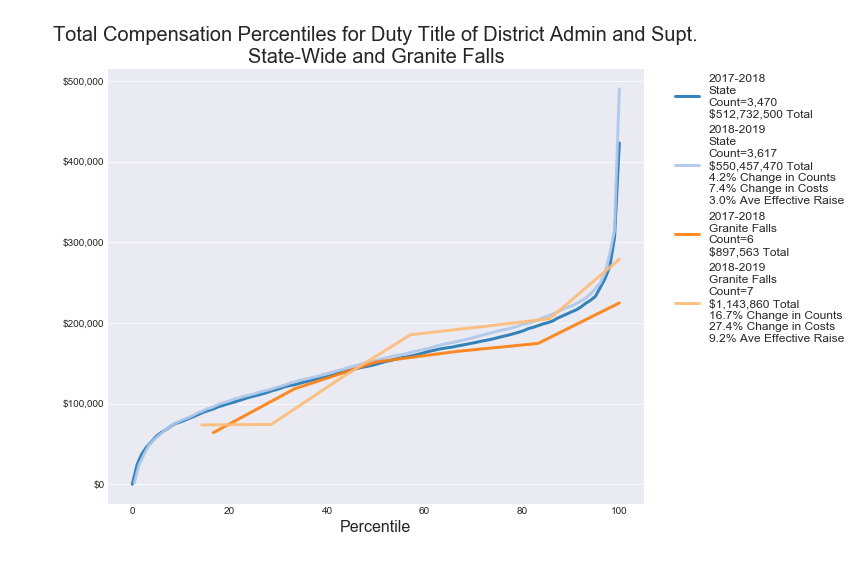 Total Compensation Percentiles for Duty Title of District Admin and Supt.
State-Wide and Granite Falls
$500,000
$400,000
$300,000
$200,000
$100,000
$0
0
20
40
60
80
100
Percentile
2017-2018
State
Count=3,470
$512,732,500 Total
2018-2019
State
Count=3,617
$550,457,470 Total
4.2% Change in Counts
7.4% Change in Costs
3.0% Ave Effective Raise
2017-2018
Granite Falls
Count=6
$897,563 Total
2018-2019
Granite Falls
Count=7
$1,143,860 Total
16.7% Change in Counts
27.4% Change in Costs
9.2% Ave Effective Raise